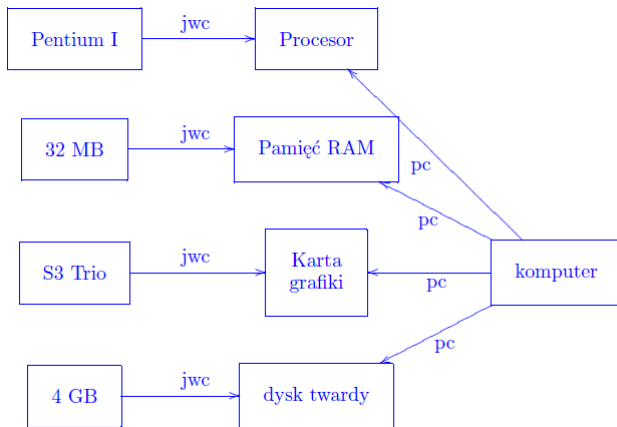 jwc
Pentium I
Procesor
jwc
32 MB
Pamięć RAM
pc
pc
jwc
S3 Trio
Karta
grafiki
pc
komputer
pc
jwc
4 GB
dysk twardy